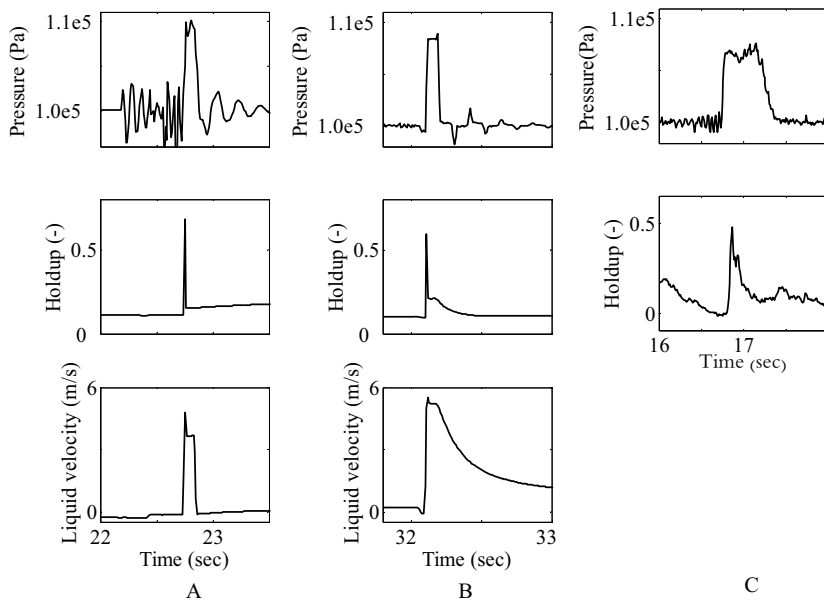 Pressure (Pa)
1.1e5
1.0e5
Pressure (Pa)
1.1e5
1.0e5
Pressure(Pa)
1.1e5
1.0e5
Holdup (-)
0.5
0
Holdup (-)
0.5
0
Holdup (-)
0.5
0
16 17
Time (sec)
Liquid velocity (m/s)
6
0
22 23
Time (sec)
Liquid velocity (m/s)
6
0
32 33
Time (sec)
A B C